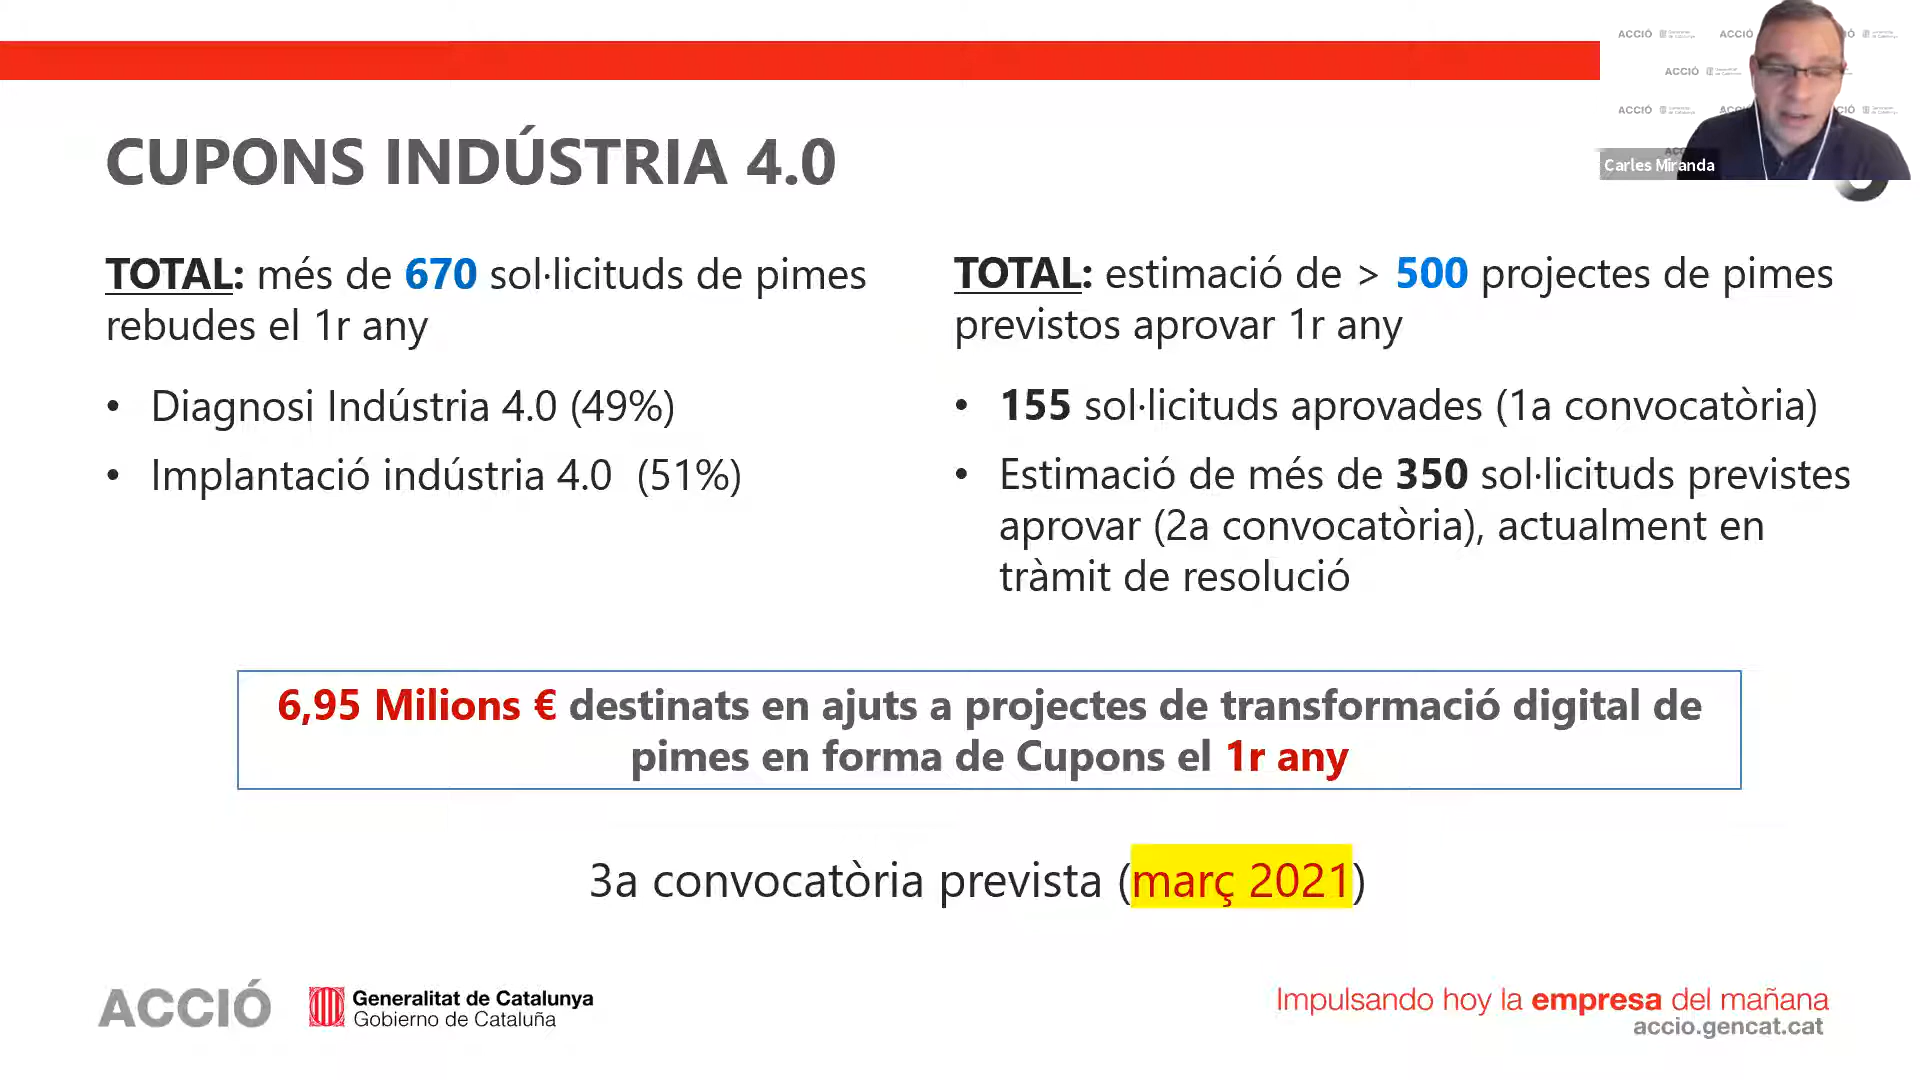 CUPONS INDÚSTRIA 4.0
ACCIÓ
ACCIÓ
ACCIÓ
ACCIÓ
Carles Miranda
TOTAL: més de 670 sol·licituds de pimes
rebudes el 1r any
• Diagnosi Indústria 4.0 (49%)
• Implantació indústria 4.0 (51%)
TOTAL: estimació de > 500 projectes de pimes
previstos aprovar 1r any
• 155 sol·licituds aprovades (1a convocatòria)
• Estimació de més de 350 sol·licituds previstes
aprovar (2a convocatòria), actualment en
tràmit de resolució
6,95 Milions € destinats en ajuts a projectes de transformació digital de
pimes en forma de Cupons el 1r any
3a convocatòria prevista (març 2021)
ACCIÓ
Generalitat de Catalunya
Gobierno de Cataluña
Impulsando hoy la empresa del mañana
accio.gencat.cat